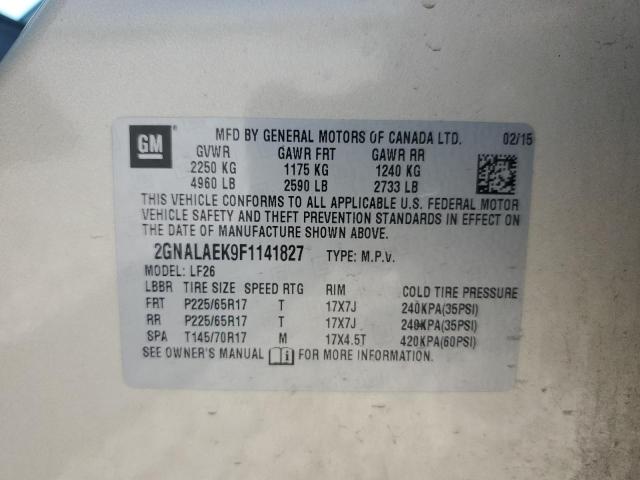 GM MFD BY GENERAL MOTORS OF CANADA LTD. 02/15
GVWR GAWR FRT GAWR RR
2250 KG 1175 KG 1240 KG
4960 LB 2590 LB 2733 LB
THIS VEHICLE CONFORMS TO ALL APPLICABLE U.S. FEDERAL MOTOR
VEHICLE SAFETY AND THEFT PREVENTION STANDARDS IN EFFECT ON
THE DATE OF MANUFACTURE SHOWN ABOVE.
2GNALAEK9F1141827 TYPE: M.P.V.
MODEL: LF26
LBBR TIRE SIZE SPEED RTG RIM COLD TIRE PRESSURE
FRT P225/65R17 T 17X7J 240KPA(35PSI)
RR P225/65R17 T 17X7J 240KPA(35PSI)
SPA T145/70R17 M 17X4.5T 420KPA(60PSI)
SEE OWNER'S MANUAL FOR MORE INFORMATION.